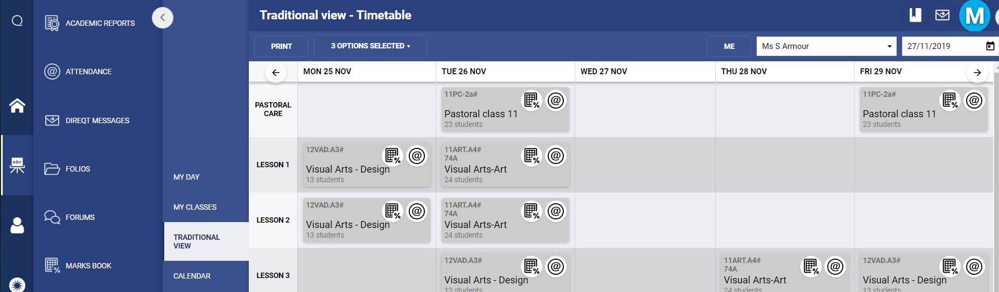 ACADEMIC REPORTS
ATTENDANCE
DIREQT MESSAGES
abc
FOLIOS
FORUMS
MARKS BOOK
MY DAY
MY CLASSES
TRADITIONAL
VIEW
CALENDAR
Traditional view - Timetable
M
PRINT
3 OPTIONS SELECTED
ME
Ms S Armour
27/11/2019
MON 25 NOV
TUE 26 NOV
WED 27 NOV
THU 28 NOV
FRI 29 NOV
PASTORAL
CARE
11PC-2a#
Pastoral class 11
23 students
11PC-2a#
Pastoral class 11
23 students
LESSON 1
12VAD.A3#
Visual Arts - Design
13 students
11ART.A4#
74A
Visual Arts-Art
24 students
LESSON 2
12VAD.A3#
Visual Arts - Design
13 students
11ART.A4#
74A
Visual Arts-Art
24 students
LESSON 3
12VAD.A3#
Visual Arts - Design
13 students
11ART.A4#
74A
Visual Arts-Art
24 students
12VAD.A3#
Visual Arts - Design
13 students